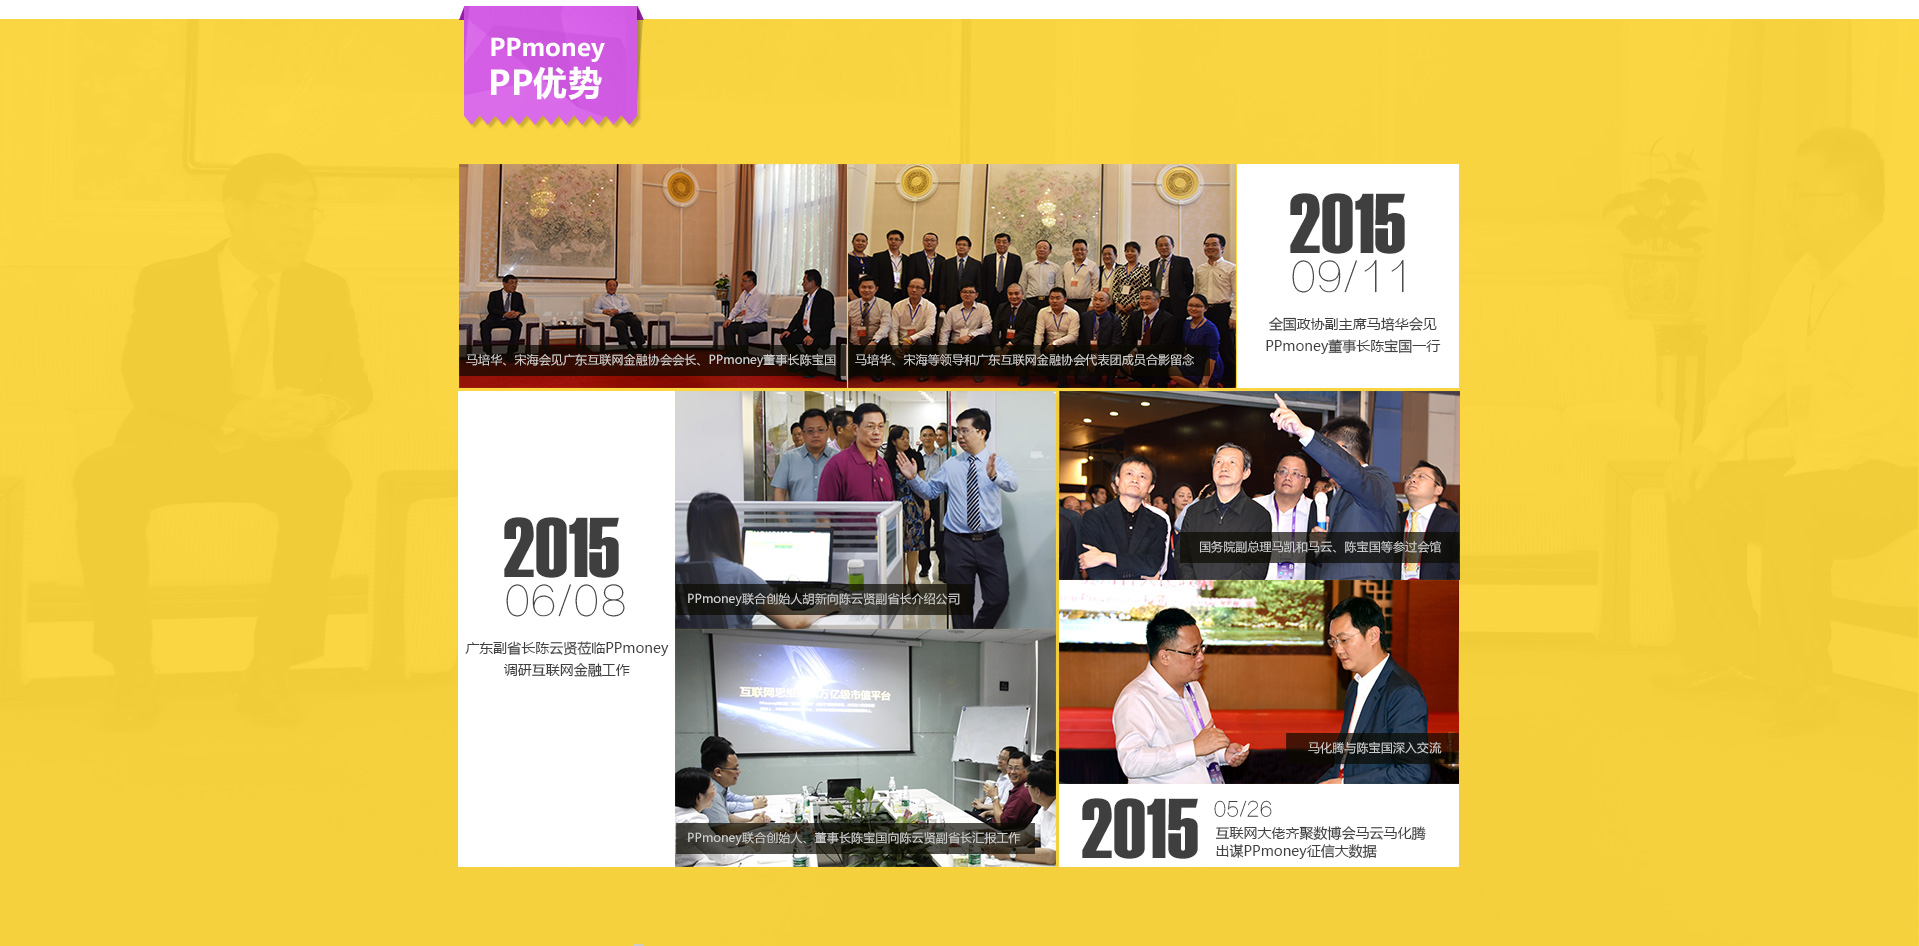 PPmoney
PP优势
马培华、宋海会见广东互联网金融协会会长、PPmoney董事长陈宝国
马培华、宋海等领导和广东互联网金融协会代表团成员合影留念
2015
09/11
全国政协副主席马培华会见
PPmoney董事长陈宝国一行
2015
06/08
广东副省长陈云贤莅临PPmoney
调研互联网金融工作
PPmoney联合创始人胡新向陈云贤副省长介绍公司
互联网思维
万亿级市值平台
PPmoney联合创始人、董事长陈宝国向陈云贤副省长汇报工作
国务院副总理马凯和马云、陈宝国等参过会馆
马化腾与陈宝国深入交流
2015
05/26
互联网大佬齐聚数博会马云马化腾
出谋PPmoney征信大数据